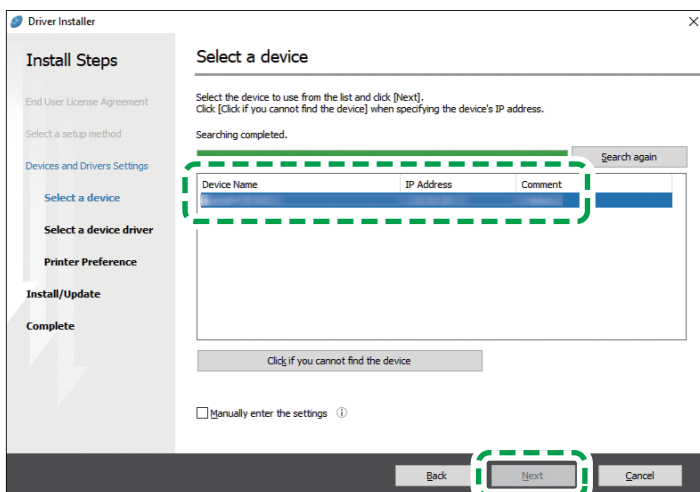 Driver Installer
Install Steps
End User License Agreement
Select a setup method
Devices and Drivers Settings
Select a device
Select a device driver
Printer Preference
Install/Update
Complete
Select a device
Select the device to use from the list and click [Next].
Click [Click if you cannot find the device] when specifying the device's IP address.
Searching completed.
Search again
Device Name IP Address Comment
Click if you cannot find the device
Manually enter the settings
Back Next Cancel